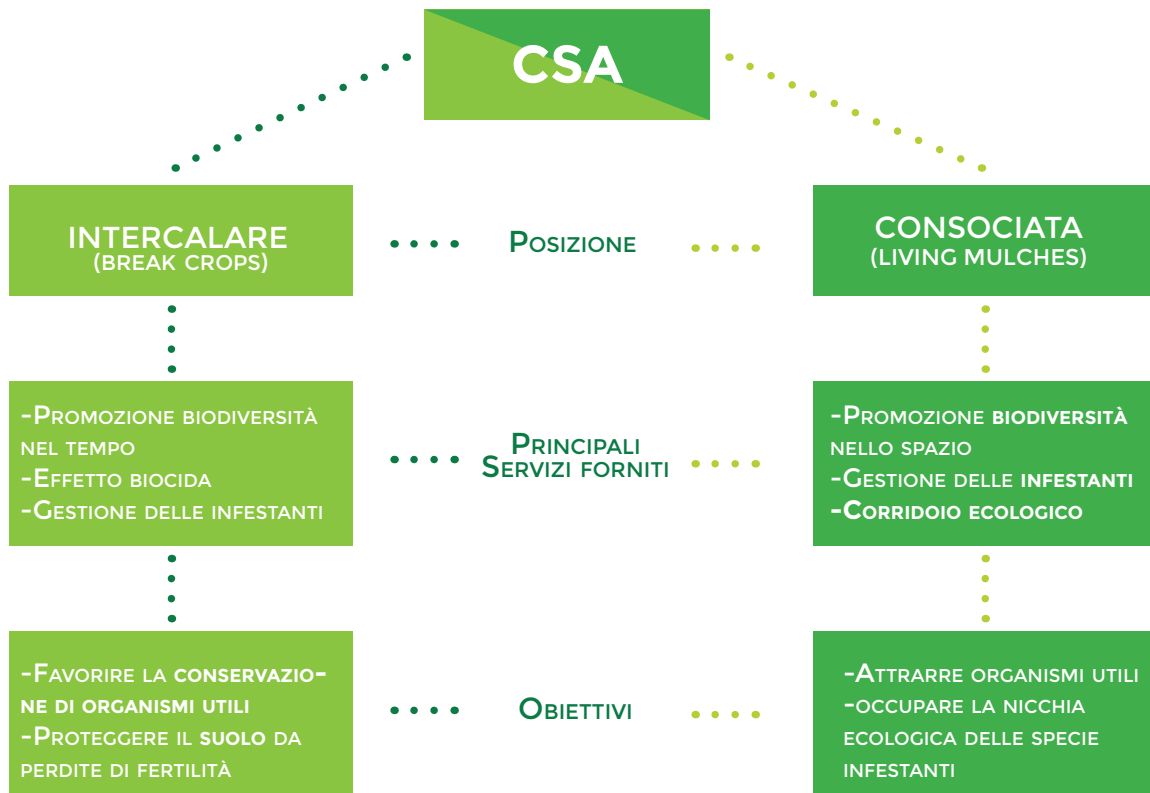 CSA
INTERCALARE
(BREAK CROPS)
Posizione
CONSOCIATA
(LIVING MULCHES)
-Promozione biodiversità
nel tempo
-Effetto biocida
-Gestione delle infestanti
Principali
Servizi forniti
-Promozione biodiversità
nello spazio
-Gestione delle infestanti
-Corridoio ecologico
-Favorire la conservazio-
ne di organismi utili
-Proteggere il suolo da
perdite di fertilità
Obiettivi
-Attrarre organismi utili
-occupare la nicchia
ecologica delle specie
infestanti